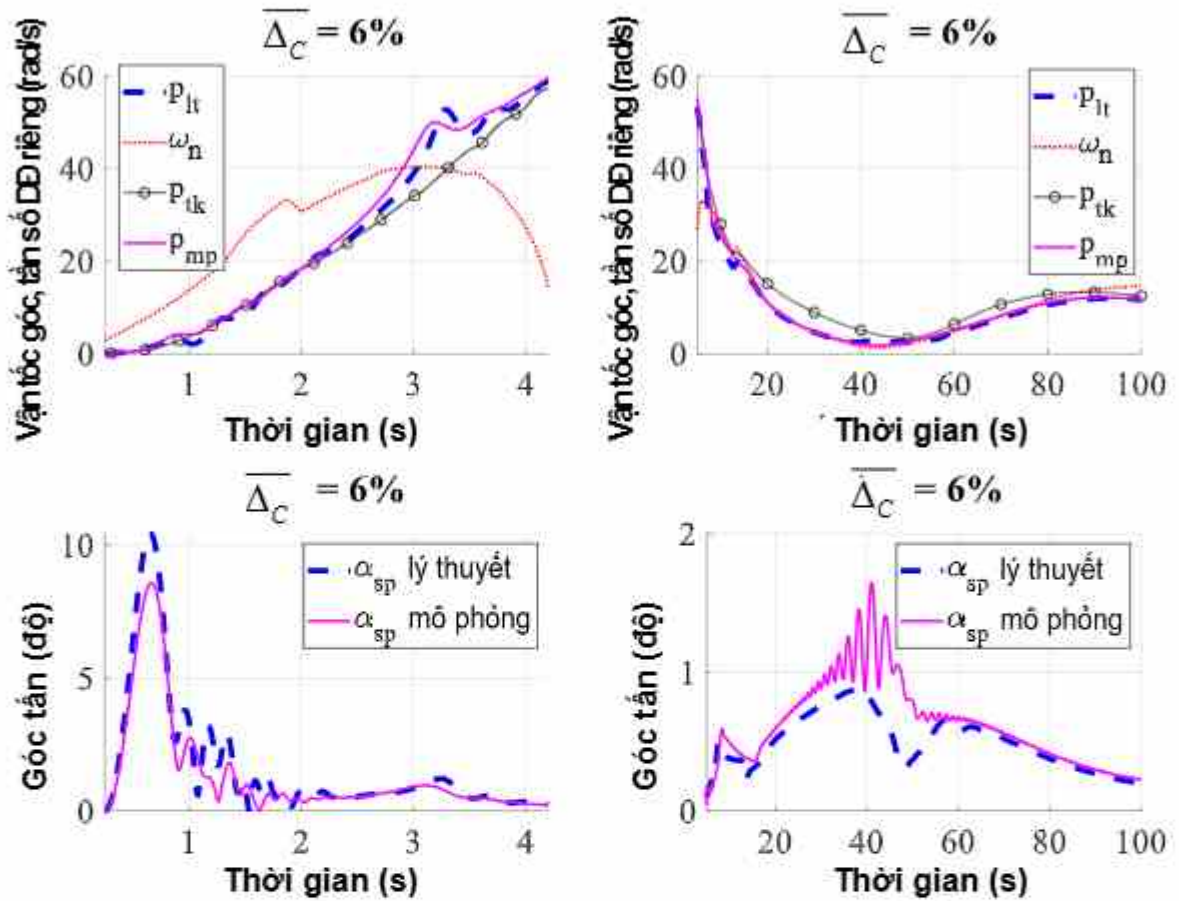 Δ_C = 6%
Vận tốc góc, tần số DĐ riêng (rad/s)
60
40
20
0
p_lt
ω_n
p_tk
p_mp
1 2 3 4
Thời gian (s)
Δ_C = 6%
Vận tốc góc, tần số DĐ riêng (rad/s)
60
40
20
0
p_lt
ω_n
p_tk
p_mp
20 40 60 80 100
Thời gian (s)
Δ_C = 6%
Góc tấn (độ)
10
5
0
α_sp lý thuyết
α_sp mô phỏng
1 2 3 4
Thời gian (s)
Δ_C = 6%
Góc tấn (độ)
2
1
0
α_sp lý thuyết
α_sp mô phỏng
20 40 60 80 100
Thời gian (s)